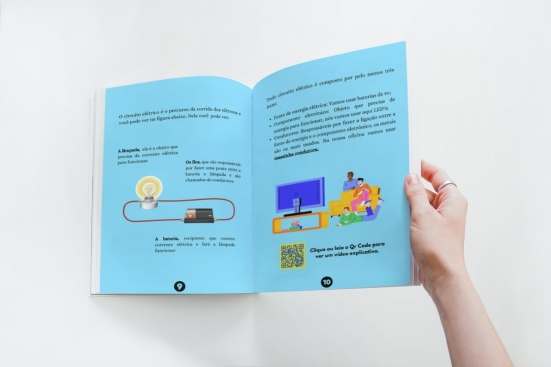 O circuito elétrico é o percurso da corrida dos elétrons e
você pode ver na figura abaixo. Nela você pode ver:
A lâmpada, ela é o objeto que
precisa da corrente elétrica
para funcionar.
Os fios, que são responsáveis
por fazer uma ponte entre a
bateria e lâmpada e são
chamados de condutores.
A bateria, recipiente que contém
corrente elétrica e fará a lâmpada
funcionar
9
Todo circuito elétrico é composto por pelo menos três
itens:
• Fonte de energia elétrica: Vamos usar baterias de 9v;
• Componente eletrônico: Objeto que precisa de
energia para funcionar, nós vamos usar aqui LED's;
• Condutores: Responsáveis por fazer a ligação entre a
fonte de energia e o componente eletrônico, os metais
são os mais usados. Na nossa oficina vamos usar
massinha condutora.
Clique ou leia o Qr Code para
ver um vídeo explicativo.
10